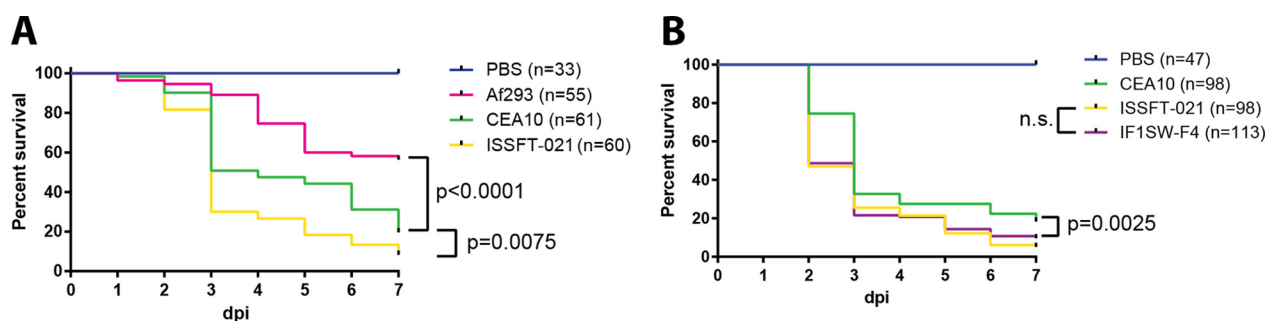 A
Percent survival
100
80
60
40
20
0
0 1 2 3 4 5 6 7
dpi
PBS (n=33)
Af293 (n=55)
CEA10 (n=61)
ISSFT-021 (n=60)
p<0.0001
p=0.0075
B
Percent survival
100
80
60
40
20
0
0 1 2 3 4 5 6 7
dpi
PBS (n=47)
CEA10 (n=98)
n.s.
ISSFT-021 (n=98)
IF1SW-F4 (n=113)
p=0.0025